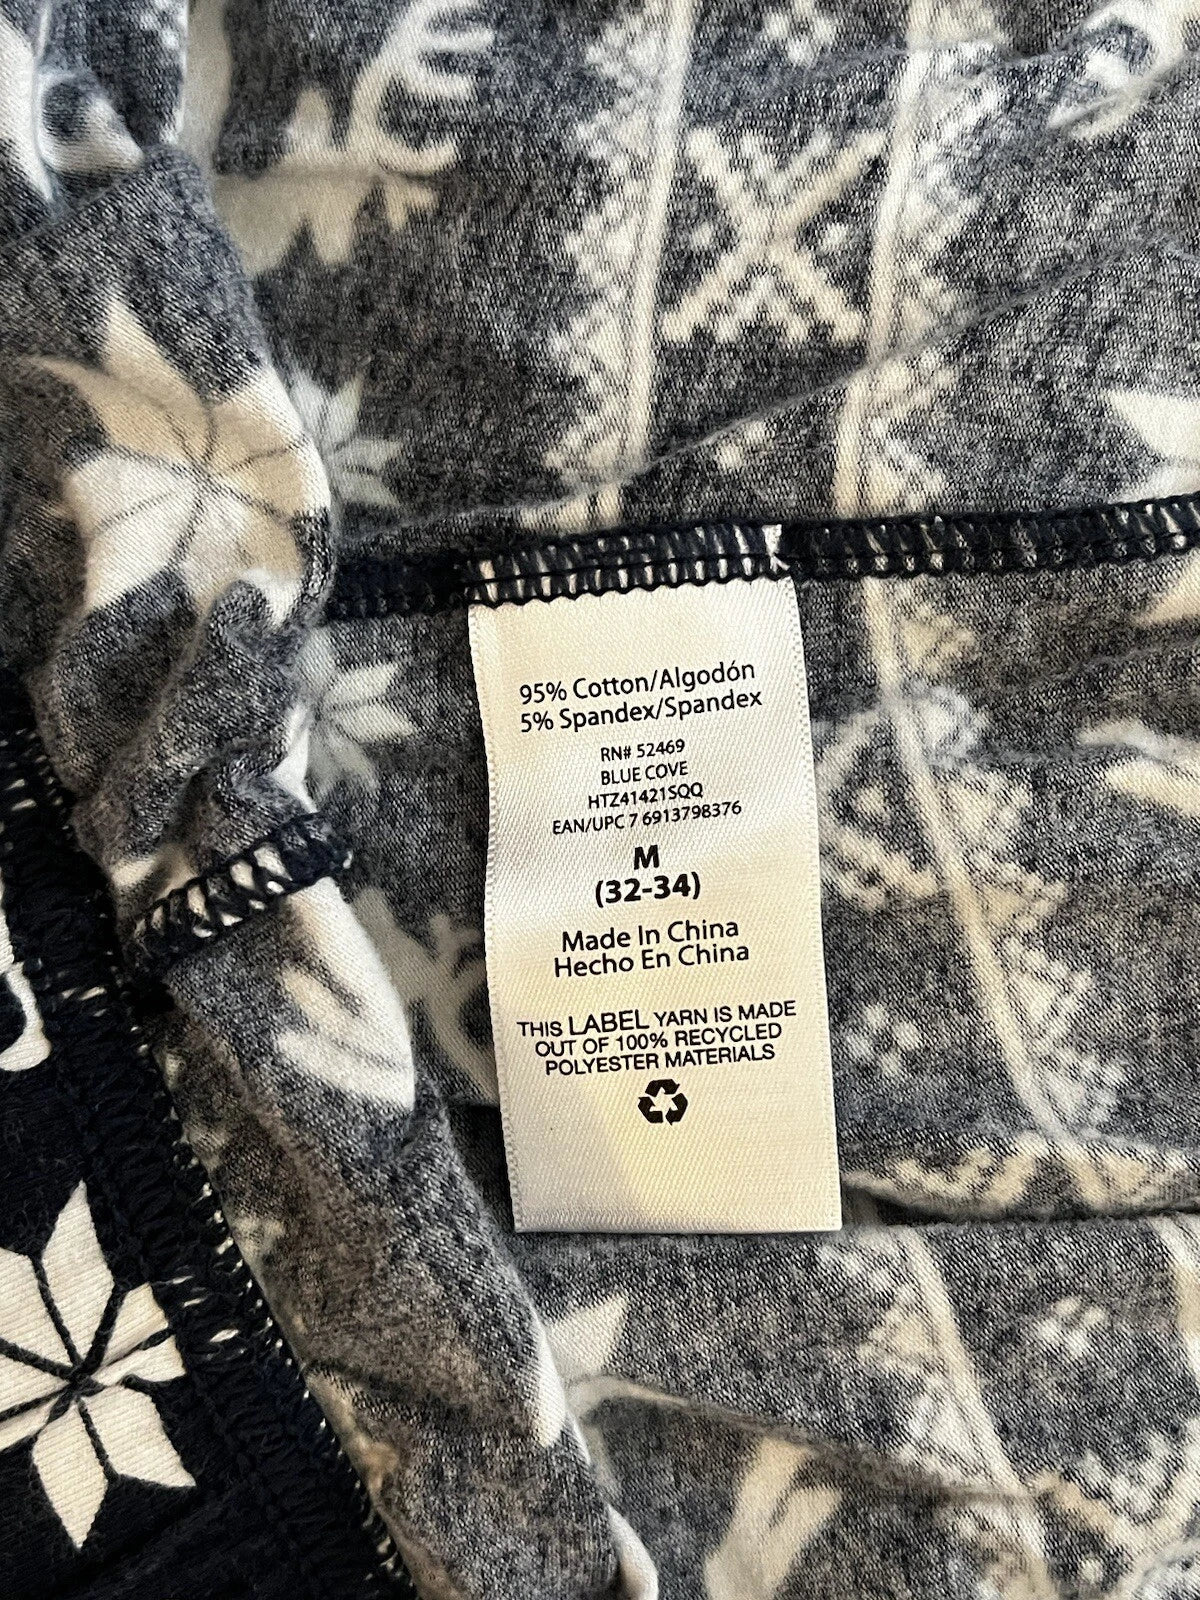 95% Cotton/Algodón
5% Spandex/Spandex
RN# 52469
BLUE COVE
HTZ41421SQQ
EAN/UPC 7 6913798376
M
(32-34)
Made In China
Hecho En China
THIS LABEL YARN IS MADE
OUT OF 100% RECYCLED
POLYESTER MATERIALS